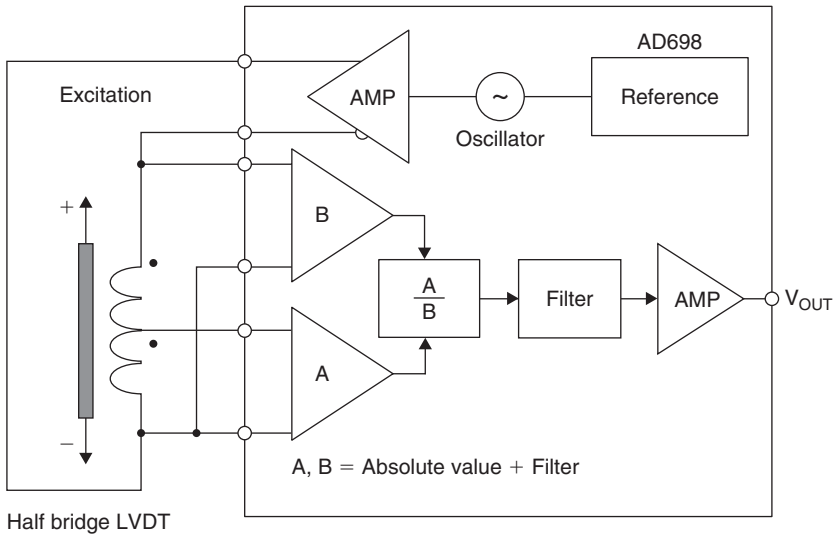 AD698
Excitation
AMP
~
Oscillator
Reference
+
B
A
B
Filter
AMP
V_OUT
A
−
A, B = Absolute value + Filter
Half bridge LVDT